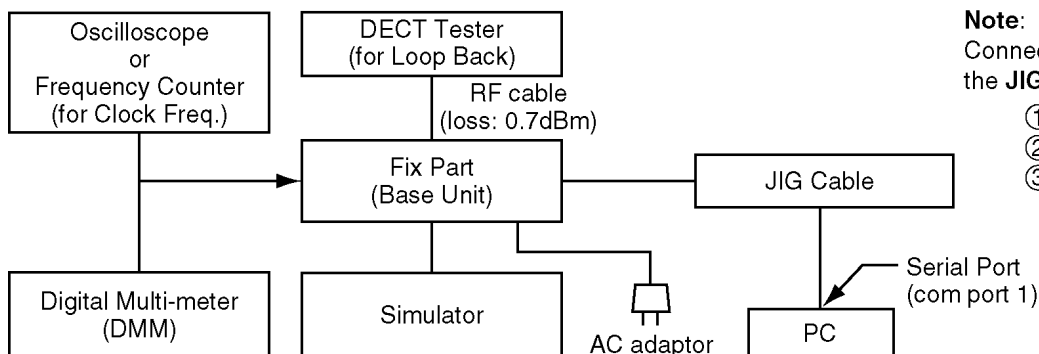 Oscilloscope
or
Frequency Counter
(for Clock Freq.)
DECT Tester
(for Loop Back)
RF cable
(loss: 0.7dBm)
Note:
the JIG
①
②
③
Fix Part
(Base Unit)
JIG Cable
Digital Multi-meter
(DMM)
Simulator
AC adaptor
Serial Port
(com port 1)
PC